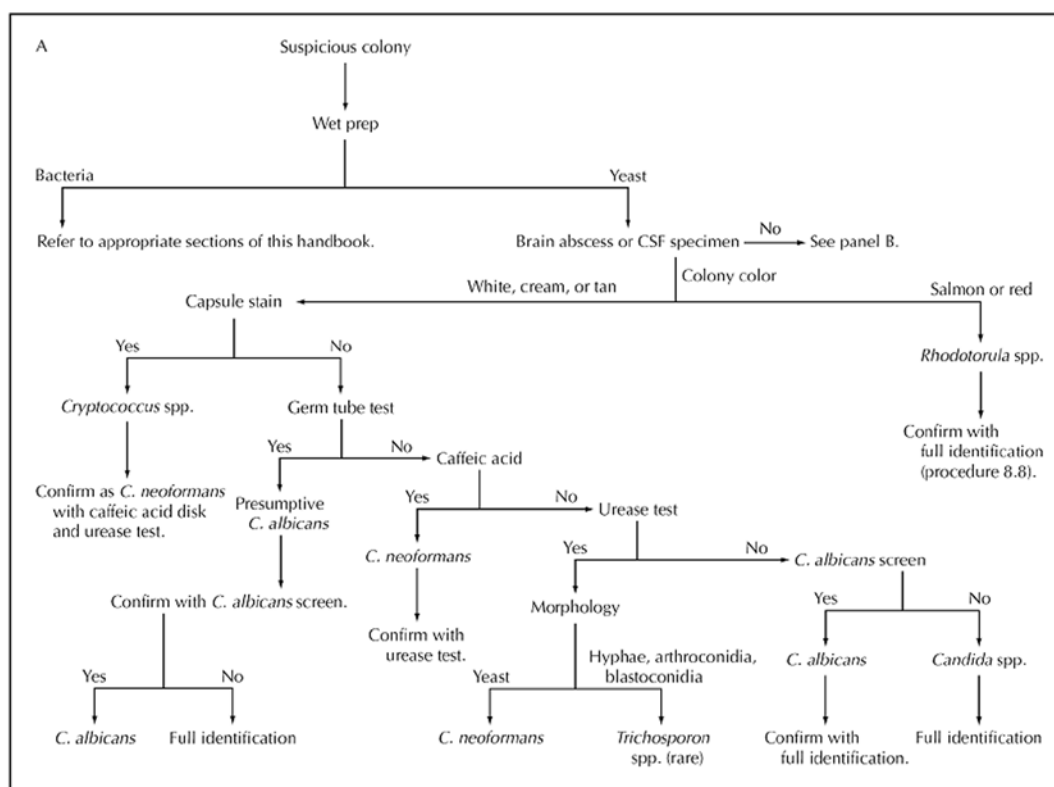 A
Suspicious colony
Wet prep
Bacteria
Yeast
Refer to appropriate sections of this handbook.
Brain abscess or CSF specimen
No
See panel B.
Colony color
White, cream, or tan
Salmon or red
Capsule stain
Rhodotorula spp.
Yes
No
Cryptococcus spp.
Germ tube test
Confirm with
full identification
(procedure 8.8).
Yes
No
Caffeic acid
Confirm as C. neoformans
with caffeic acid disk
and urease test.
Presumptive
C. albicans
Yes
No
Urease test
C. neoformans
Yes
No
C. albicans screen
Confirm with C. albicans screen.
Morphology
Yes
No
Confirm with
urease test.
Hyphae, arthroconidia,
blastoconidia
C. albicans
Candida spp.
Yes
No
Yeast
C. albicans
Full identification
C. neoformans
Trichosporon
spp. (rare)
Confirm with
full identification.
Full identification